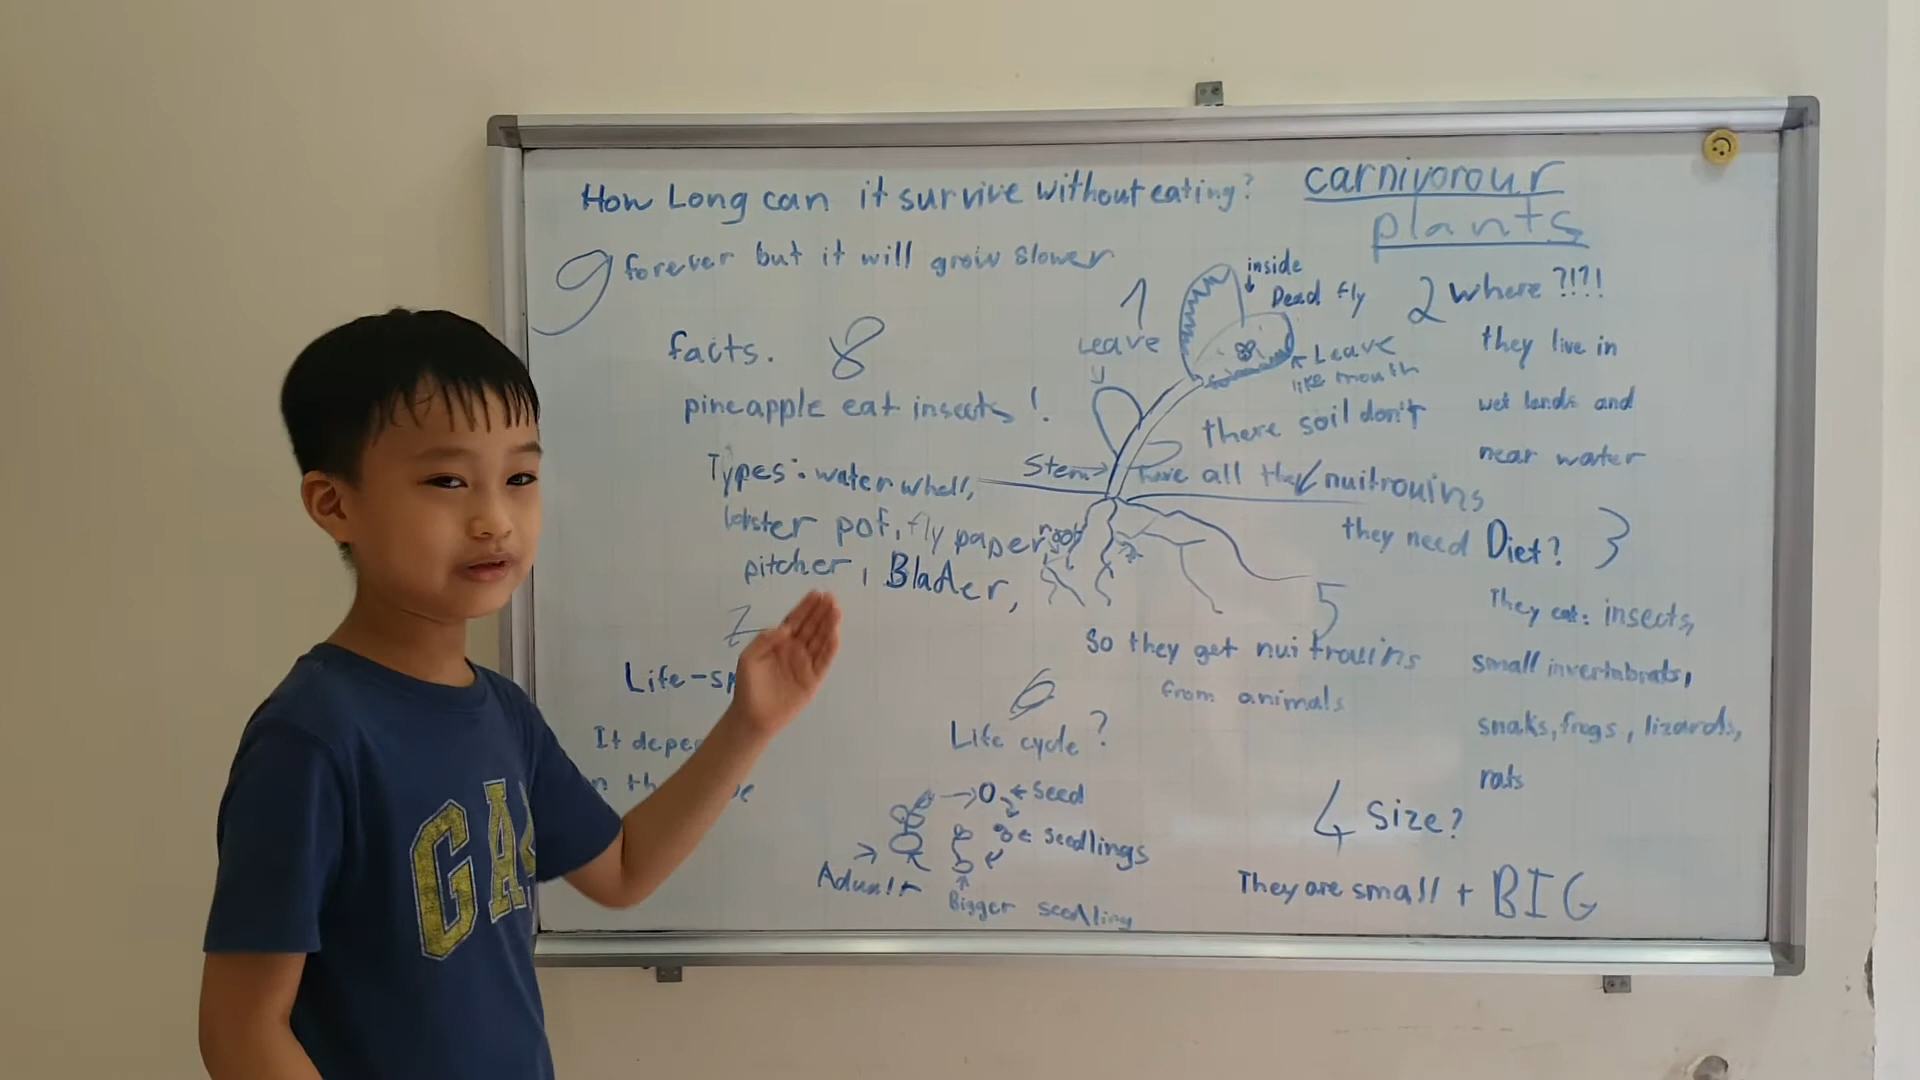 How Long can it survive without eating?
9 forever but it will grow slower
carnivorour
plants
1
Leave
inside
Dead fly
Leave
like mouth
Stem
root
2 where ?!?!
they live in
wet lands and
near water
Diet? 3
They eat: insects,
small invertabrats,
snaks, frogs, lizards,
rats
4 Size?
They are small + BIG
5
there soil don't
have all the nuitrouins
they need
So they get nuitrouins
from animals
6
Life cycle?
seed
seedlings
Bigger seedling
Adualt
7
Life-sp
It depe
facts. 8
pineapple eat insects!
Types: water whell,
lobster pot, fly paper
pitcher, Blader,
GA